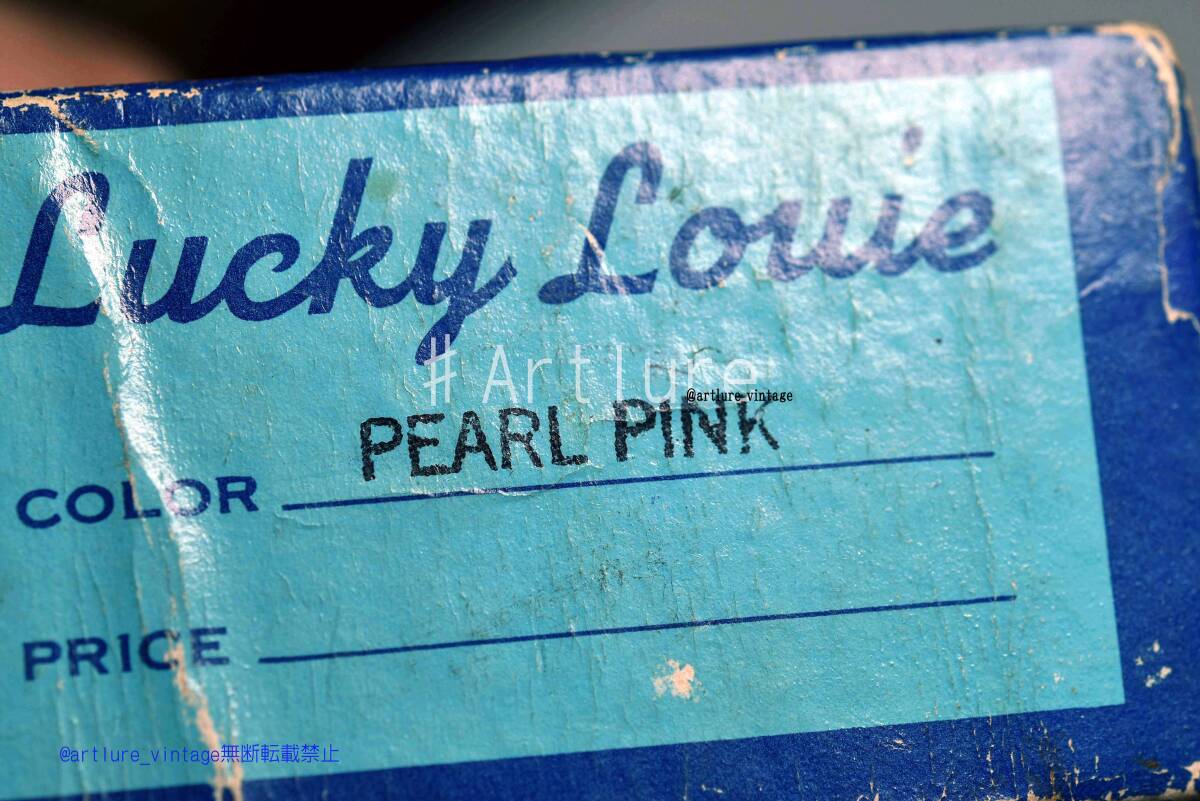 Lucky Louie
#Artlure
@artlure_vintage
PEARL PINK
COLOR
PRICE
@artlure_vintage無断転載禁止